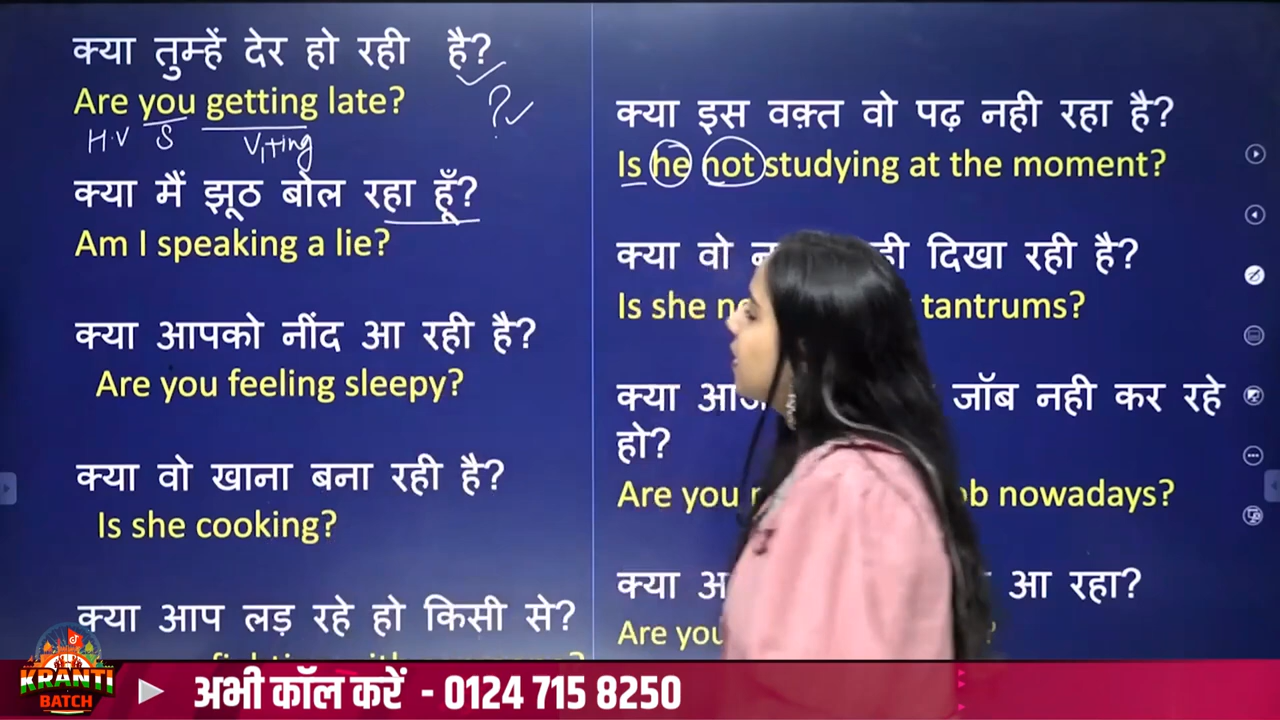 क्या तुम्हें देर हो रही है?
Are you getting late?
?
H.V S V₁+ing
क्या मैं झूठ बोल रहा हूँ?
Am I speaking a lie?
क्या आपको नींद आ रही है?
Are you feeling sleepy?
क्या वो खाना बना रही है?
Is she cooking?
क्या आप लड़ रहे हो किसी से?
क्या इस वक़्त वो पढ़ नही रहा है?
Is he not studying at the moment?
क्या वो दिखा रही है?
Is she tantrums?
क्या जॉब नही कर रहे
हो?
Are you nowadays?
क्या आ रहा?
Are you
KRANTI
BATCH
अभी कॉल करें - 0124 715 8250